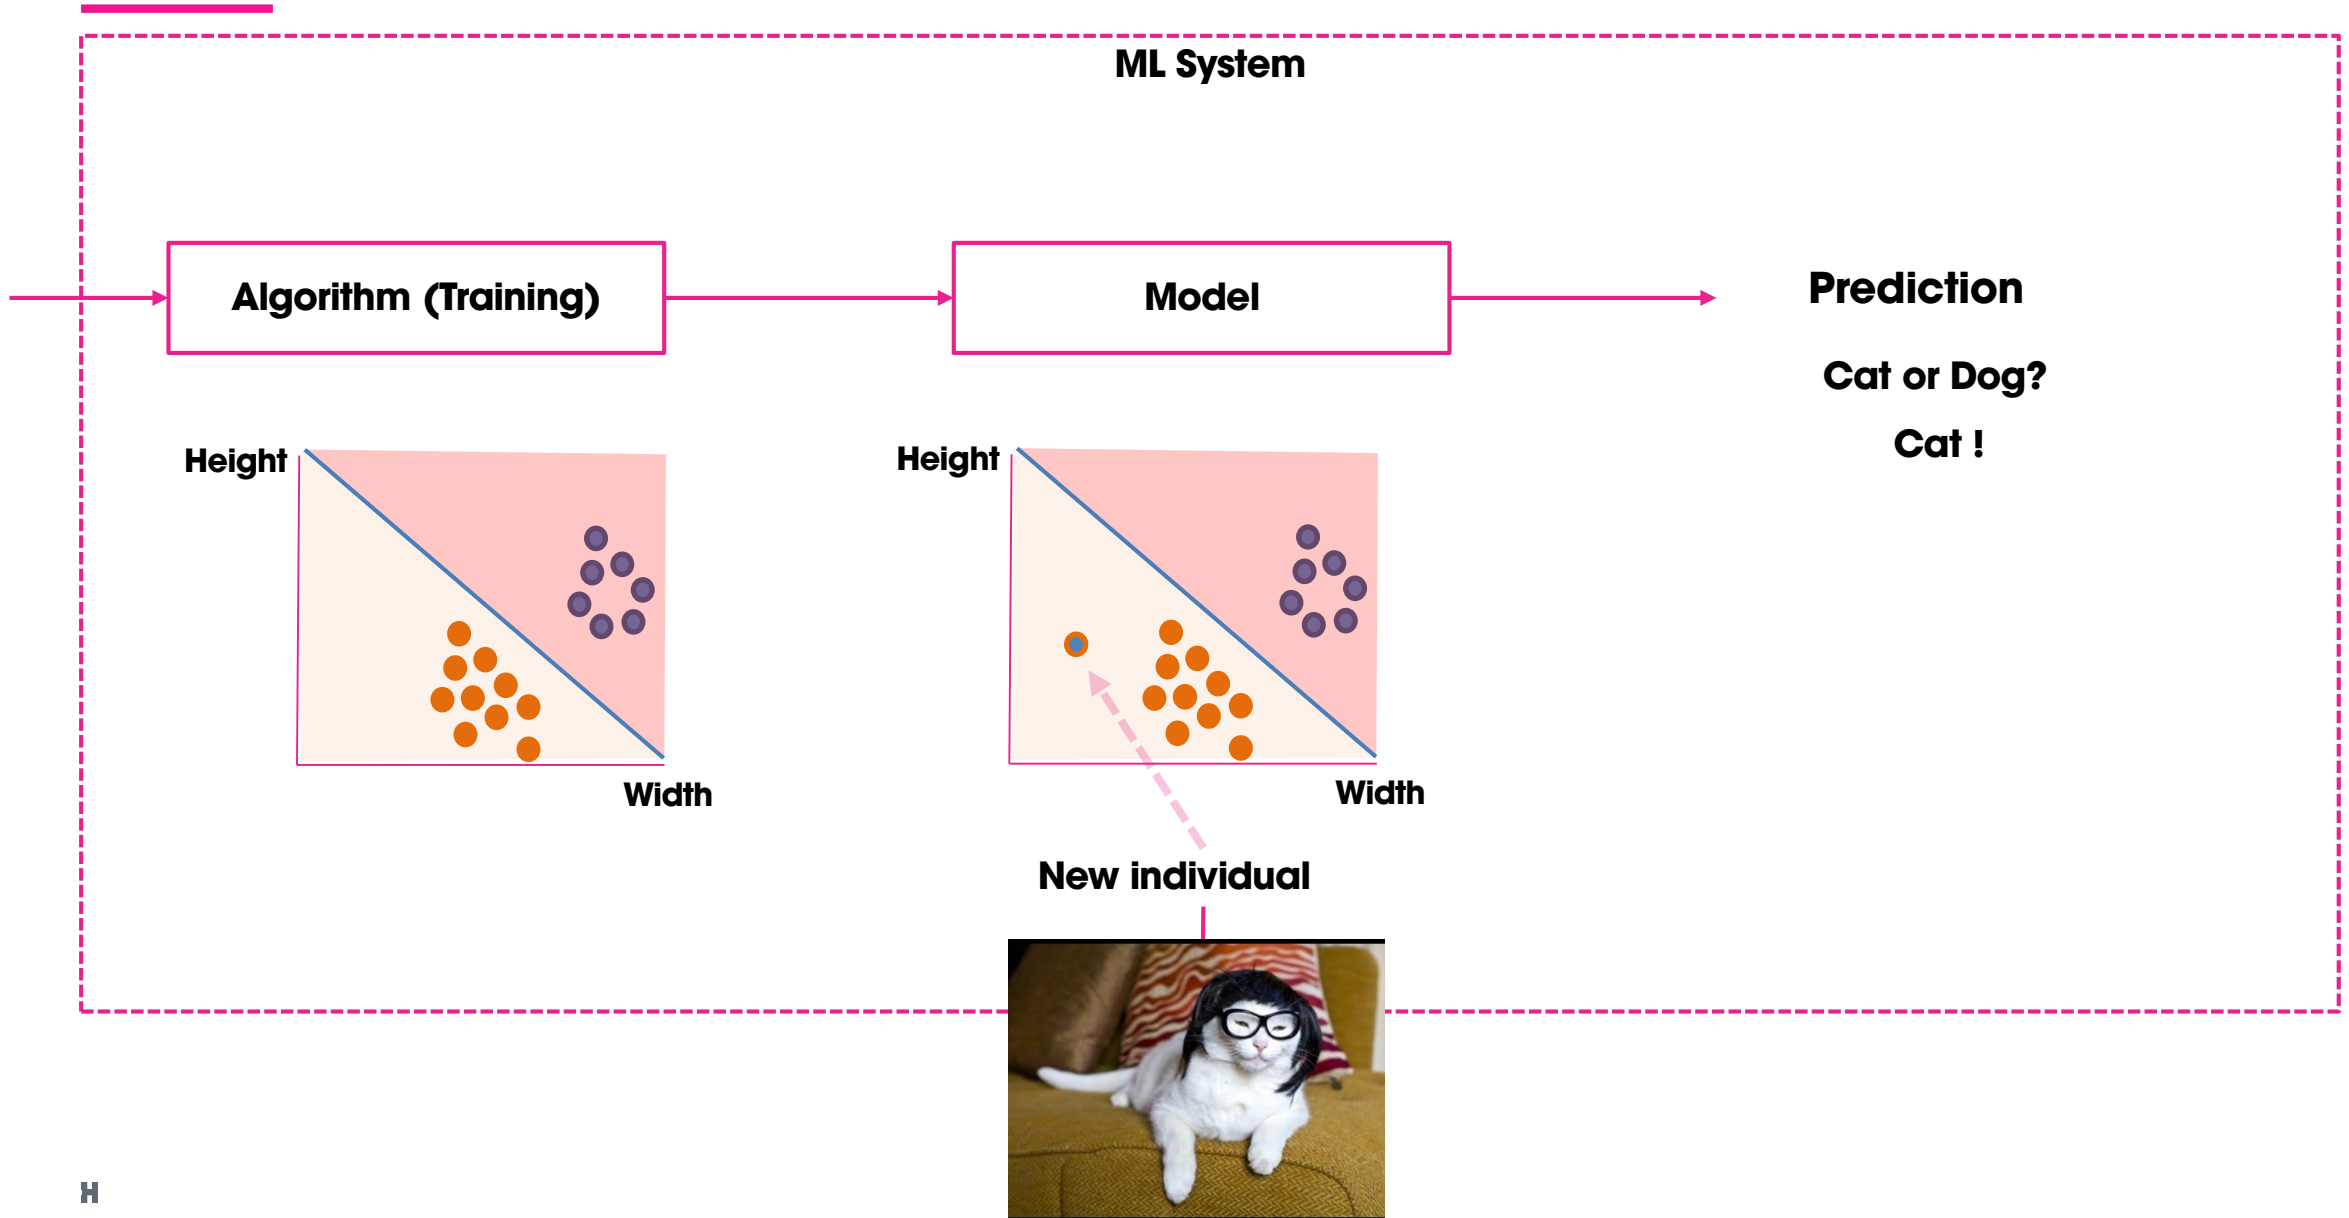 ML System
Algorithm (Training)
Model
Prediction
Cat or Dog?
Cat !
Height
Height
Width
Width
New individual
H